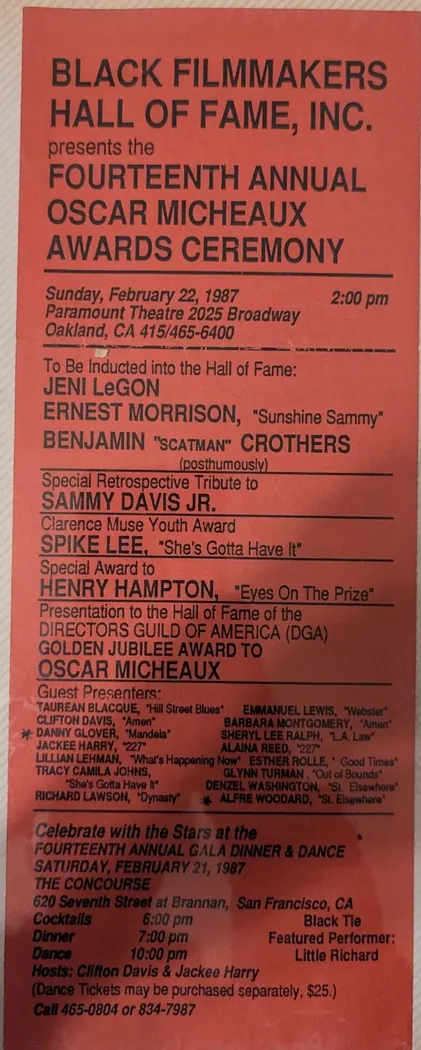 BLACK FILMMAKERS
HALL OF FAME, INC.
presents the
FOURTEENTH ANNUAL
OSCAR MICHEAUX
AWARDS CEREMONY
Sunday, February 22, 1987 2:00 pm
Paramount Theatre 2025 Broadway
Oakland, CA 415/465-6400
To Be Inducted into the Hall of Fame:
JENI LeGON
ERNEST MORRISON, "Sunshine Sammy"
BENJAMIN "SCATMAN" CROTHERS
(posthumously)
Special Retrospective Tribute to
SAMMY DAVIS JR.
Clarence Muse Youth Award
SPIKE LEE, "She's Gotta Have It"
Special Award to
HENRY HAMPTON, "Eyes On The Prize"
Presentation to the Hall of Fame of the
DIRECTORS GUILD OF AMERICA (DGA)
GOLDEN JUBILEE AWARD TO
OSCAR MICHEAUX
Guest Presenters:
TAUREAN BLACQUE, "Hill Street Blues" EMMANUEL LEWIS, "Webster"
CLIFTON DAVIS, "Amen" BARBARA MONTGOMERY, "Amen"
* DANNY GLOVER, "Mandela" SHERYL LEE RALPH, "L.A. Law"
JACKEE HARRY, "227" ALAINA REED, "227"
LILLIAN LEHMAN, "What's Happening Now" ESTHER ROLLE, " Good Times"
TRACY CAMILA JOHNS, GLYNN TURMAN, "Out of Bounds"
"She's Gotta Have It" DENZEL WASHINGTON, "St. Elsewhere"
RICHARD LAWSON, "Dynasty" * ALFRE WOODARD, "St. Elsewhere"
Celebrate with the Stars at the
FOURTEENTH ANNUAL GALA DINNER & DANCE
SATURDAY, FEBRUARY 21, 1987
THE CONCOURSE
620 Seventh Street at Brannan, San Francisco, CA
Cocktails 6:00 pm Black Tie
Dinner 7:00 pm Featured Performer:
Dance 10:00 pm Little Richard
Hosts: Clifton Davis & Jackee Harry
(Dance Tickets may be purchased separately, $25.)
Call 465-0804 or 834-7987